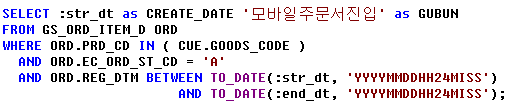 SELECT :str_dt as CREATE_DATE '모바일주문서진입' as GUBUN
FROM GS_ORD_ITEM_D ORD
WHERE ORD.PRD_CD IN ( CUE.GOODS_CODE )
AND ORD.EC_ORD_ST_CD = 'A'
AND ORD.REG_DTM BETWEEN TO_DATE(:str_dt, 'YYYYMMDDHH24MISS')
AND TO_DATE(:end_dt, 'YYYYMMDDHH24MISS');